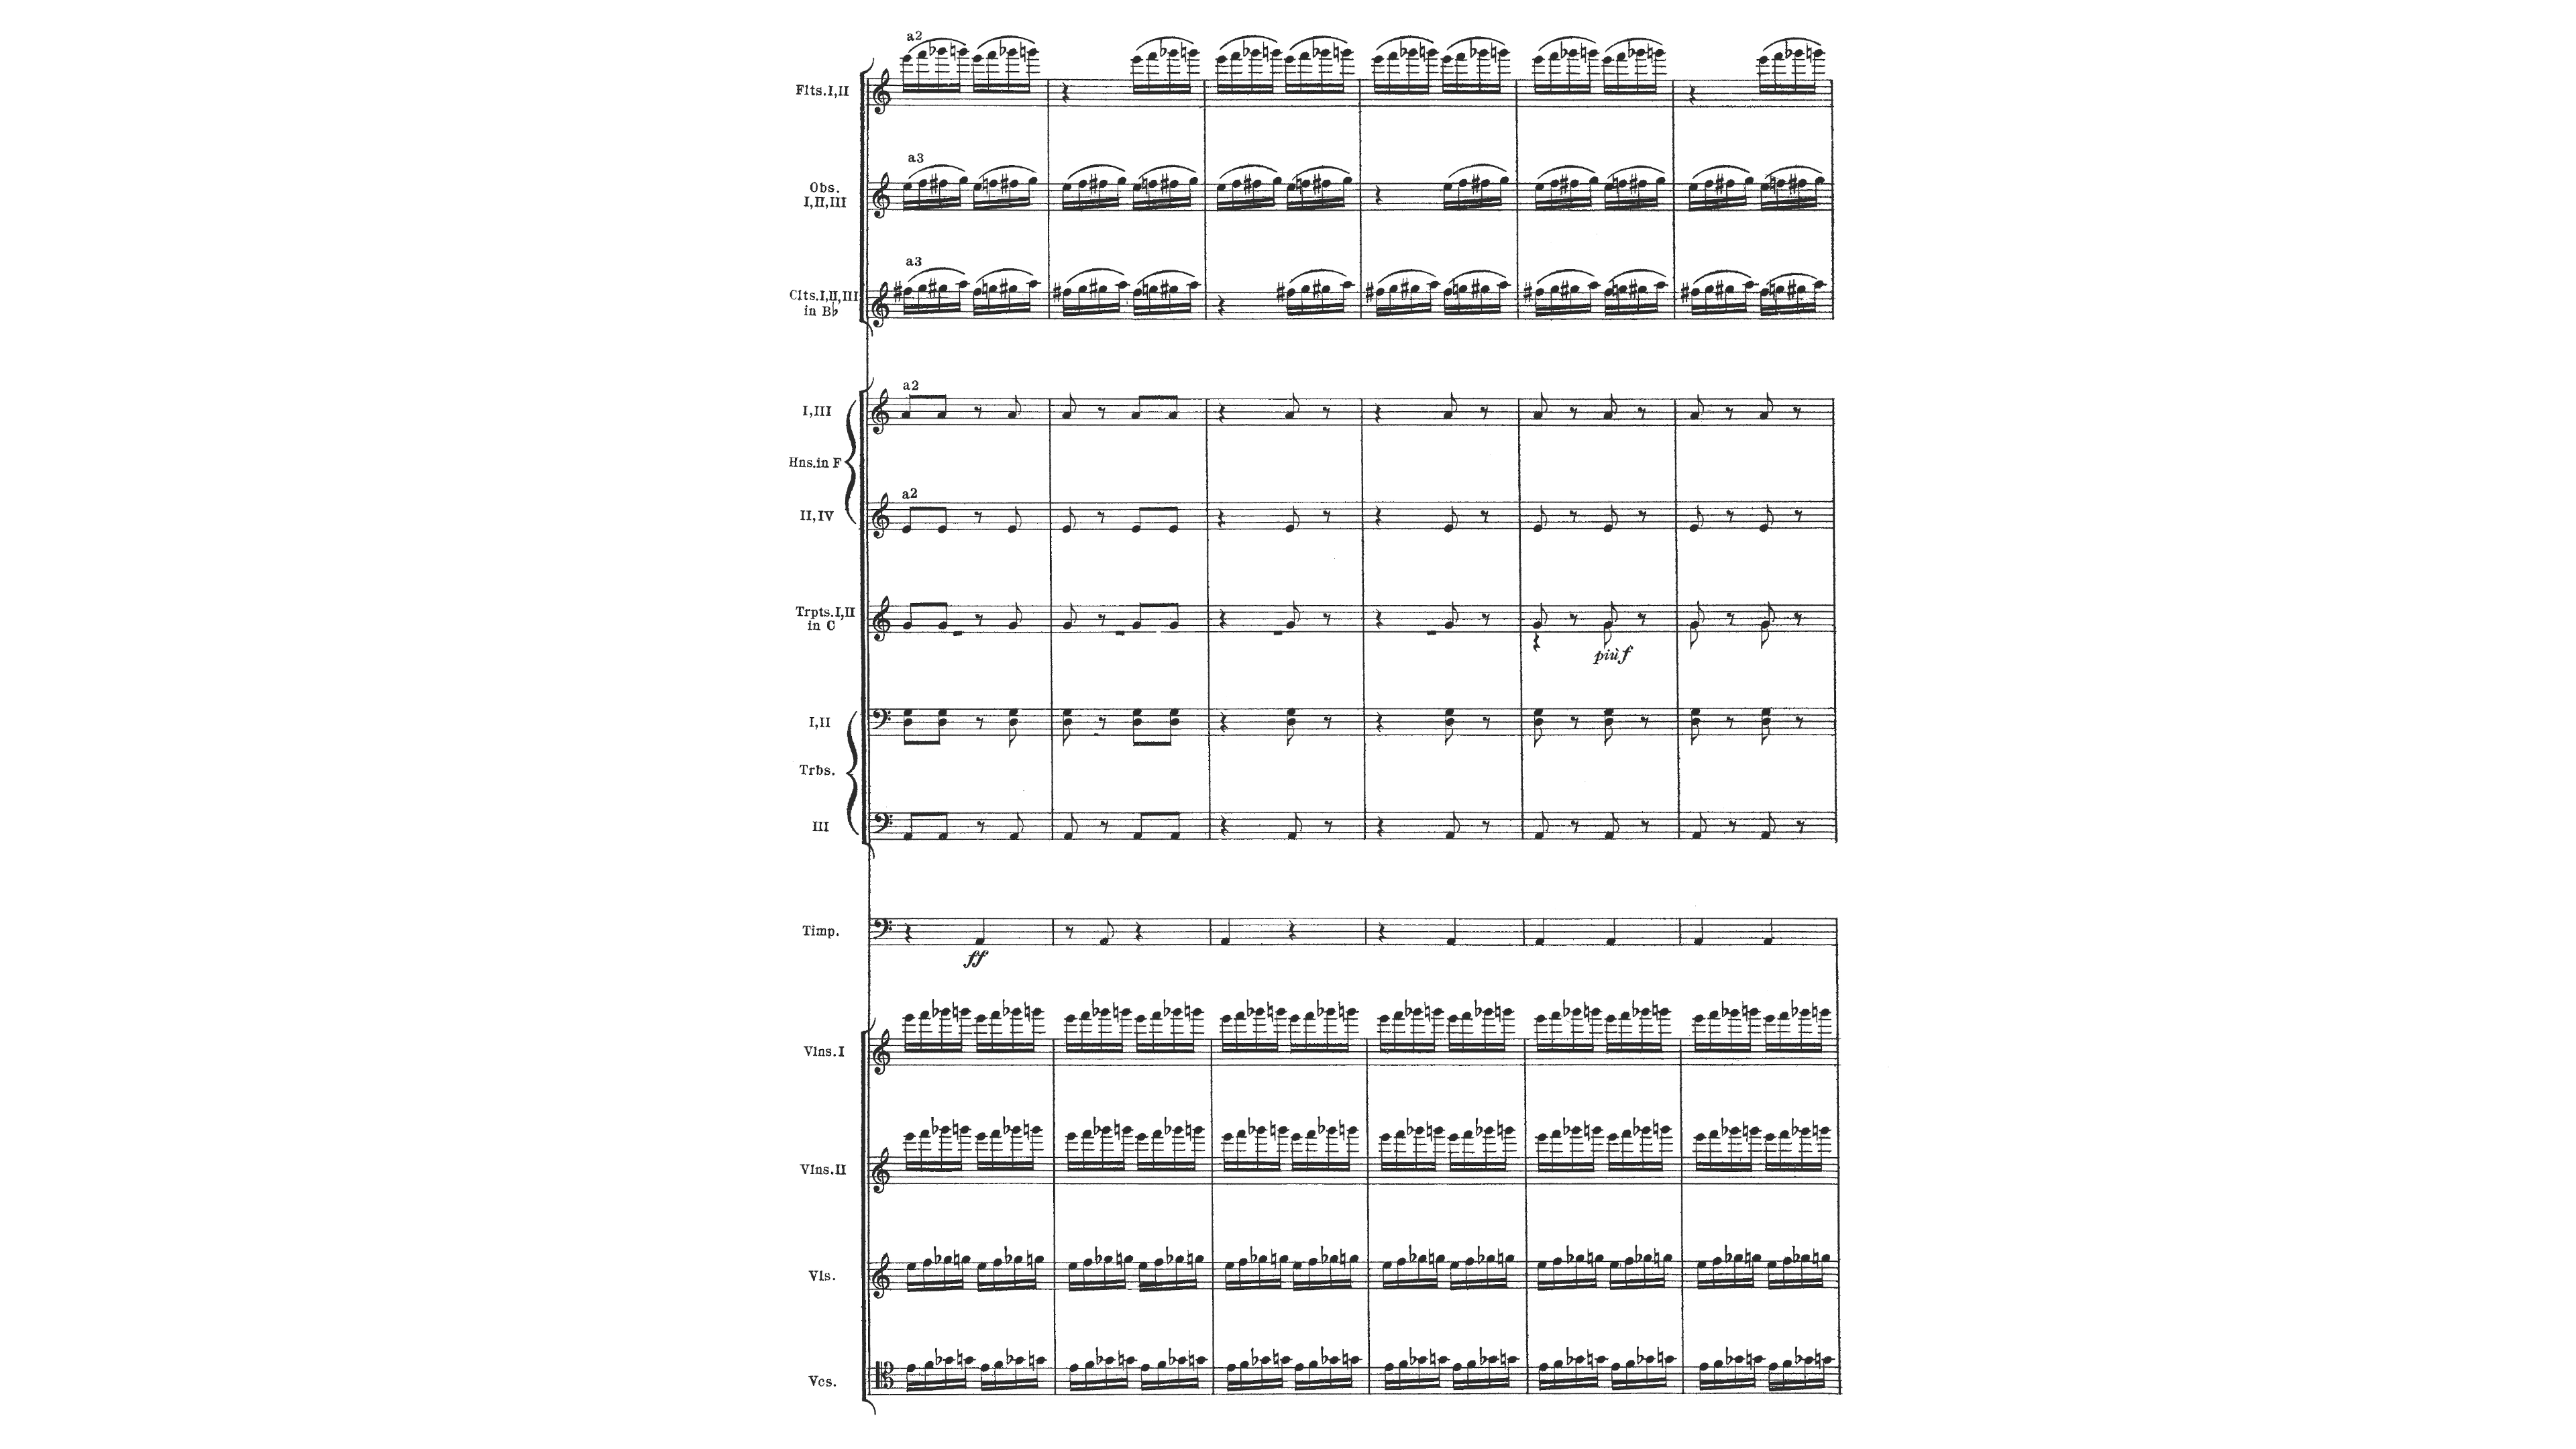 a2
Flts.I,II
a3
Obs.
I,II,III
a3
Clts.I,II,III
in B♭
a2
I,III
Hns.in F
a2
II,IV
Trpts.I,II
in C
più f
I,II
Trbs.
III
Timp.
ff
Vlns.I
Vlns.II
Vls.
Vcs.